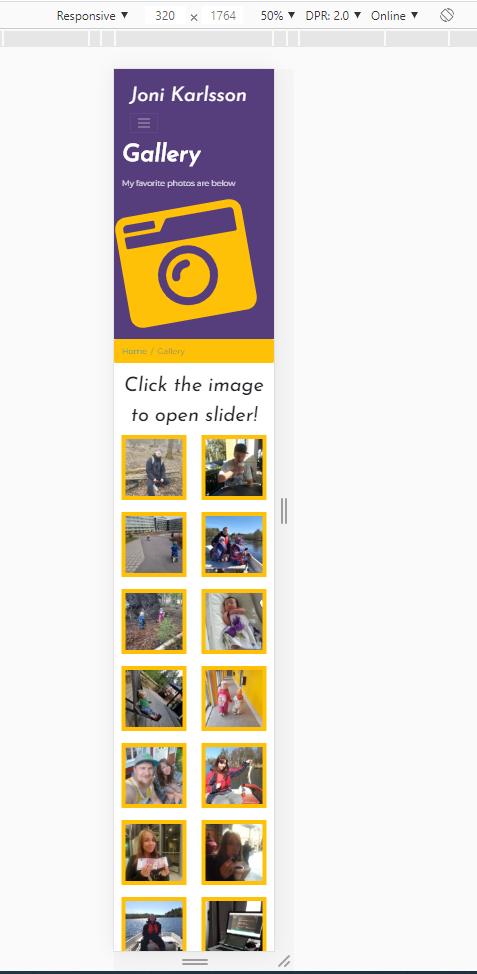 Responsive ▼ 320 × 1764 50% ▼ DPR: 2.0 ▼ Online ▼
Joni Karlsson
Gallery
My favorite photos are below
Home / Gallery
Click the image
to open slider!